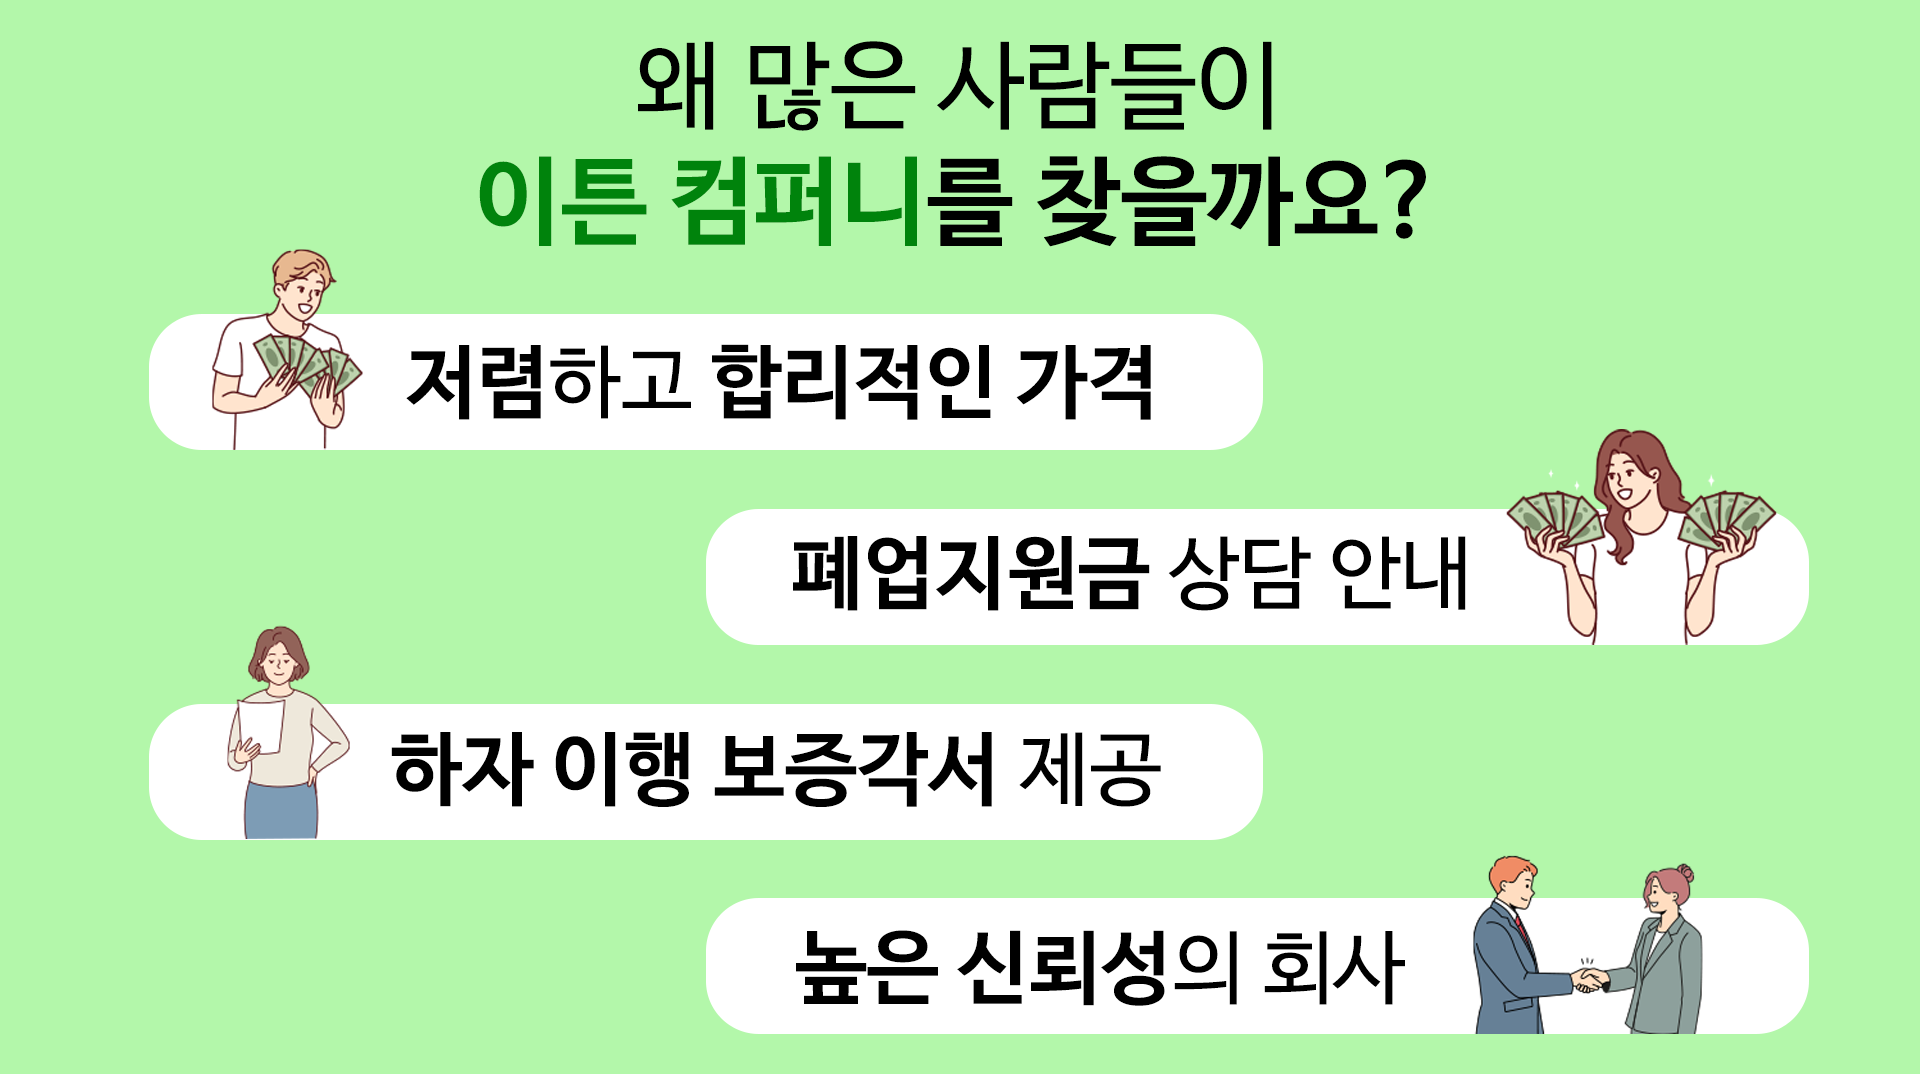 왜 많은 사람들이
이튼 컴퍼니를 찾을까요?
저렴하고 합리적인 가격
폐업지원금 상담 안내
하자 이행 보증각서 제공
높은 신뢰성의 회사